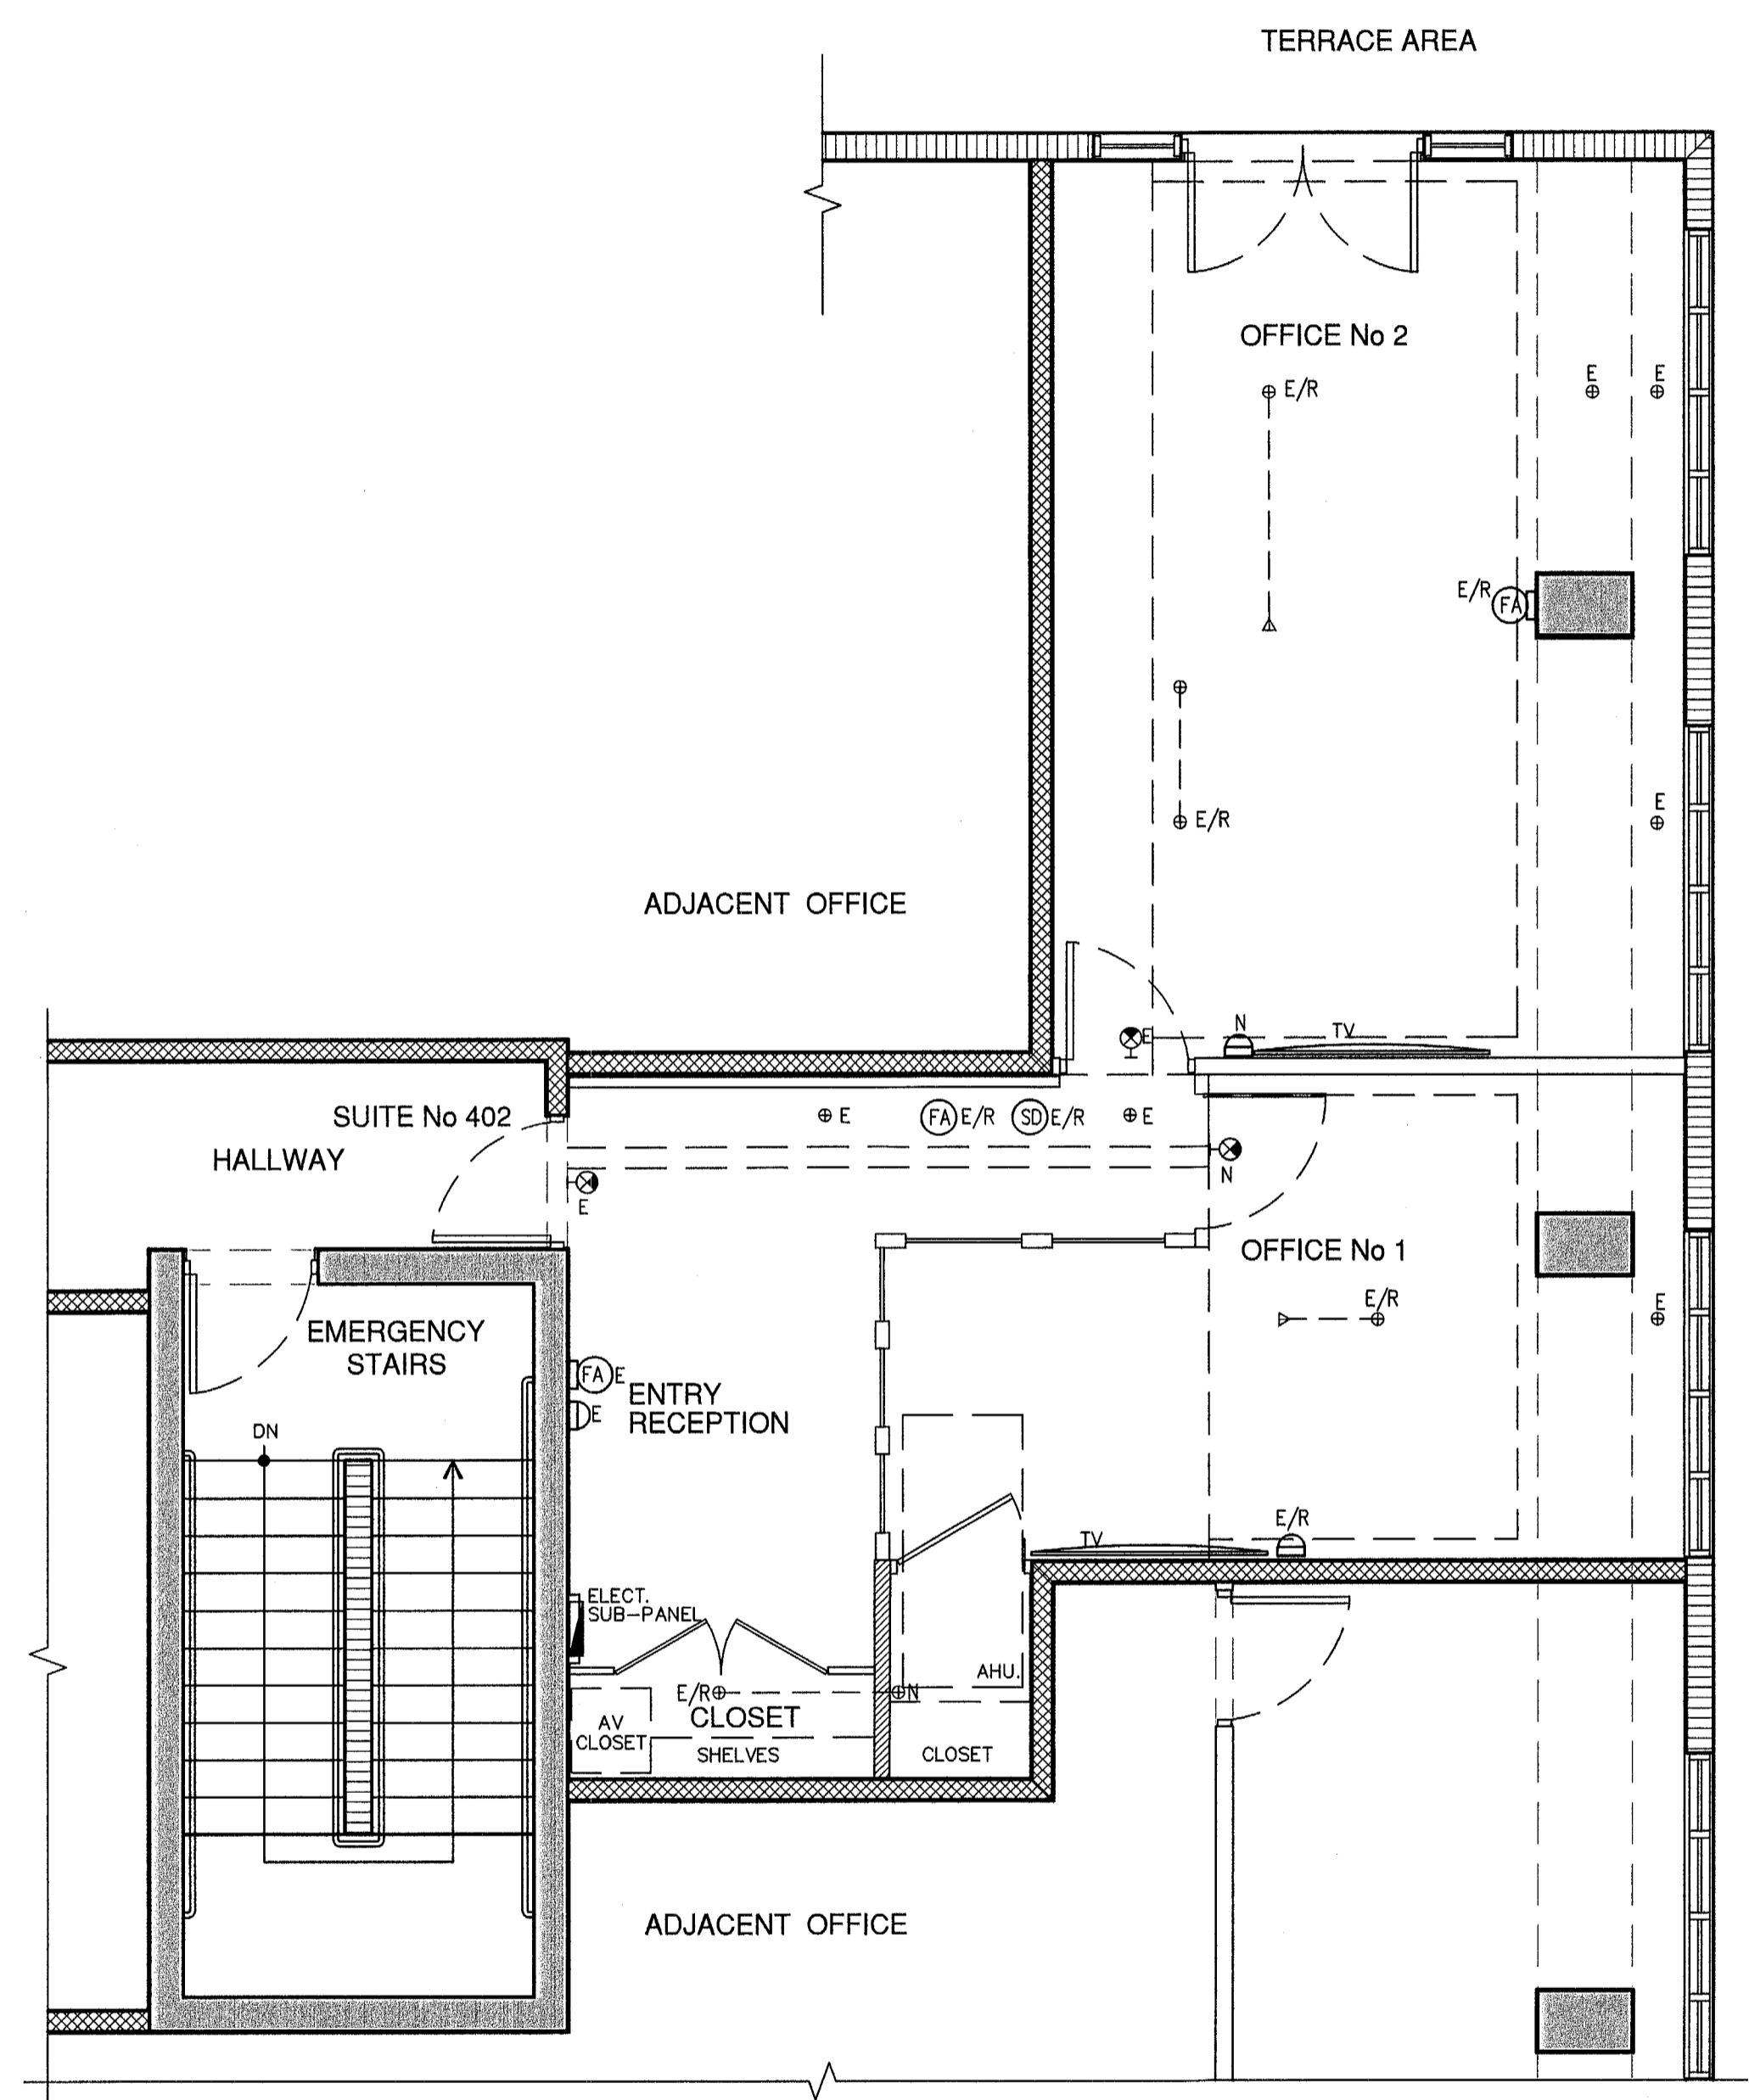 TERRACE AREA
OFFICE No 2
E/R
E
E
E/R
FA
E/R
E
ADJACENT OFFICE
E
N
TV
SUITE No 402
E
FA E/R
SD E/R
E
HALLWAY
N
E
OFFICE No 1
E/R
E
EMERGENCY
STAIRS
FA E
ENTRY
RECEPTION
E
DN
E/R
TV
ELECT.
SUB-PANEL
AHU.
E/R
N
CLOSET
AV
CLOSET
SHELVES
CLOSET
ADJACENT OFFICE